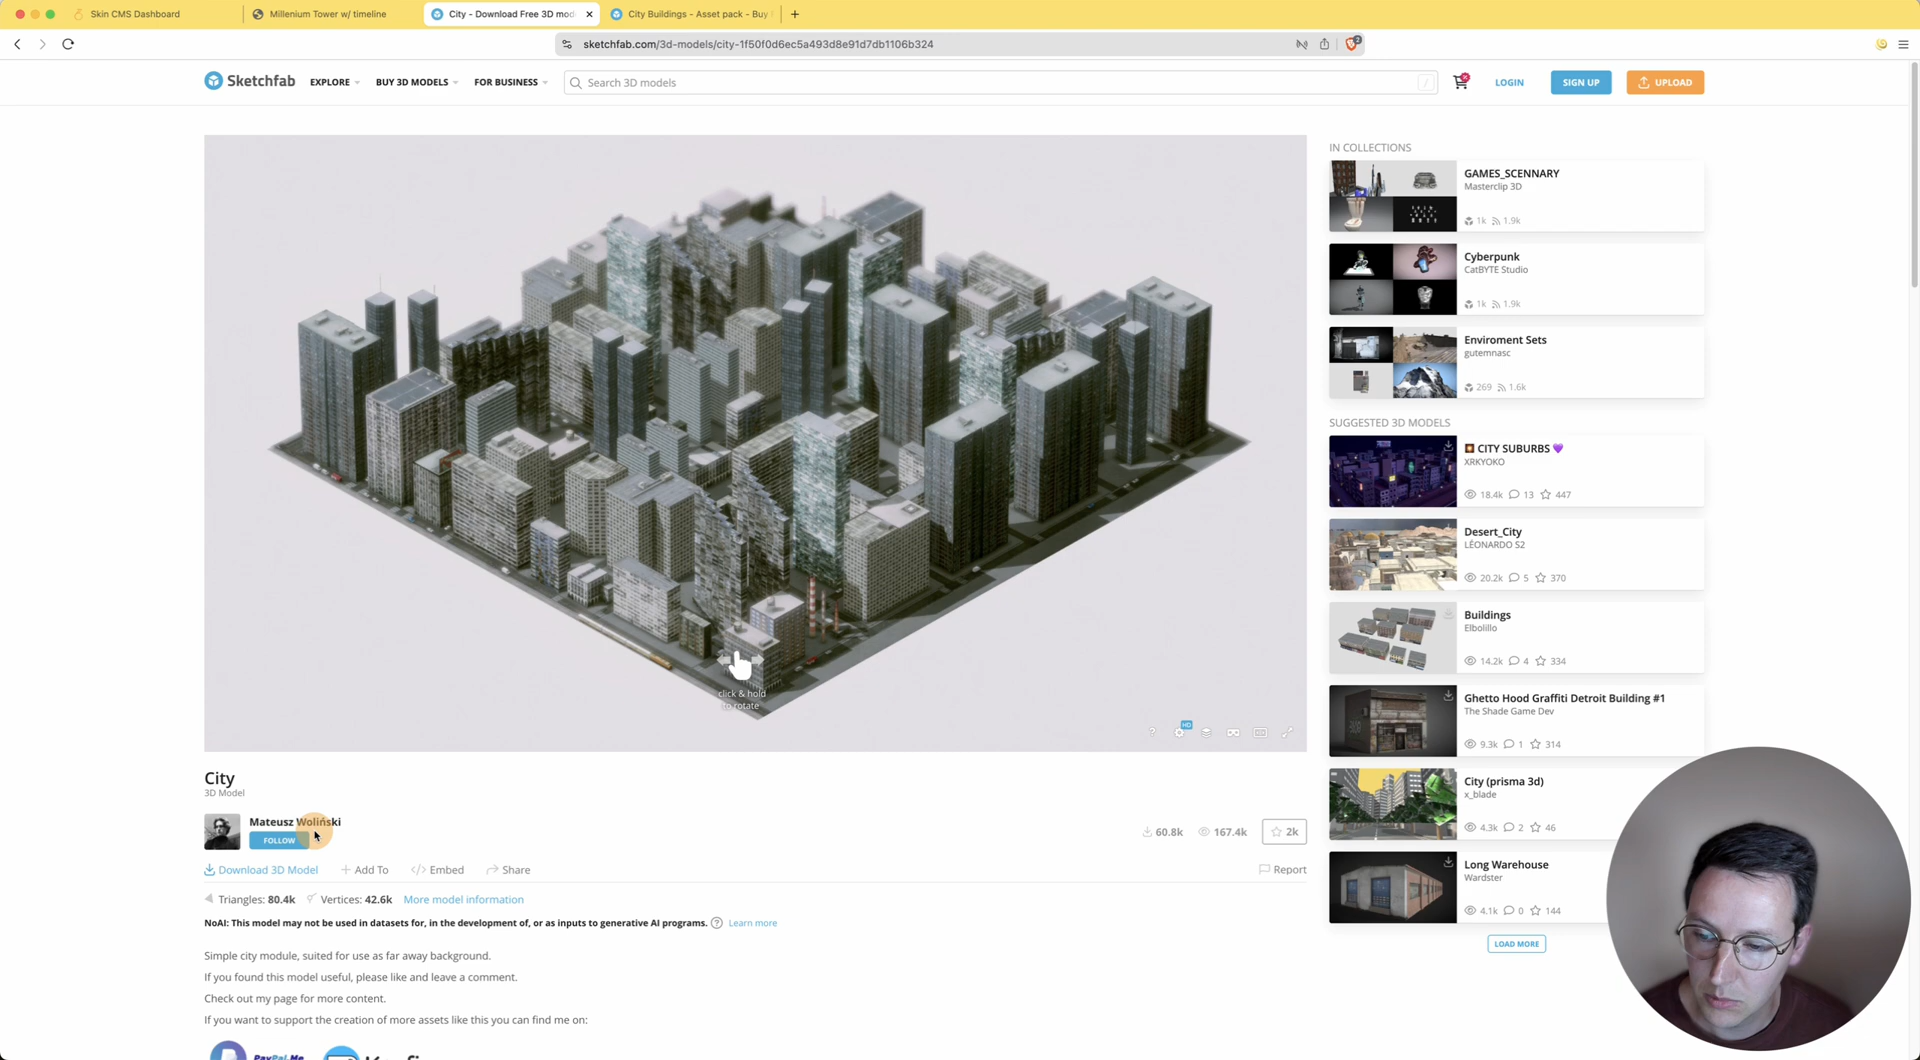 Skin CMS Dashboard
Millenium Tower w/ timeline
City - Download Free 3D mod
City Buildings - Asset pack - Buy
sketchfab.com/3d-models/city-1f50f0d6ec5a493d8e91d7db1106b324
2
Sketchfab
EXPLORE
BUY 3D MODELS
FOR BUSINESS
Search 3D models
/
LOGIN
SIGN UP
UPLOAD
click & hold
to rotate
HD
?
City
3D Model
Mateusz Woliński
FOLLOW
60.8k
167.4k
2k
Download 3D Model
Add To
Embed
Share
Report
Triangles: 80.4k
Vertices: 42.6k
More model information
NoAI: This model may not be used in datasets for, in the development of, or as inputs to generative AI programs.
?
Learn more
Simple city module, suited for use as far away background.
If you found this model useful, please like and leave a comment.
Check out my page for more content.
If you want to support the creation of more assets like this you can find me on:
PayPal.Me
IN COLLECTIONS
GAMES_SCENNARY
Masterclip 3D
1k 1.9k
Cyberpunk
CatBYTE Studio
1k 1.9k
Enviroment Sets
gutemnasc
269 1.6k
SUGGESTED 3D MODELS
CITY SUBURBS 💜
XRKYOKO
18.4k 13 447
Desert_City
LÉONARDO S2
20.2k 5 370
Buildings
Elbolillo
14.2k 4 334
Ghetto Hood Graffiti Detroit Building #1
The Shade Game Dev
9.3k 1 314
City (prisma 3d)
x_blade
4.3k 2 46
Long Warehouse
Wardster
4.1k 0 144
LOAD MORE